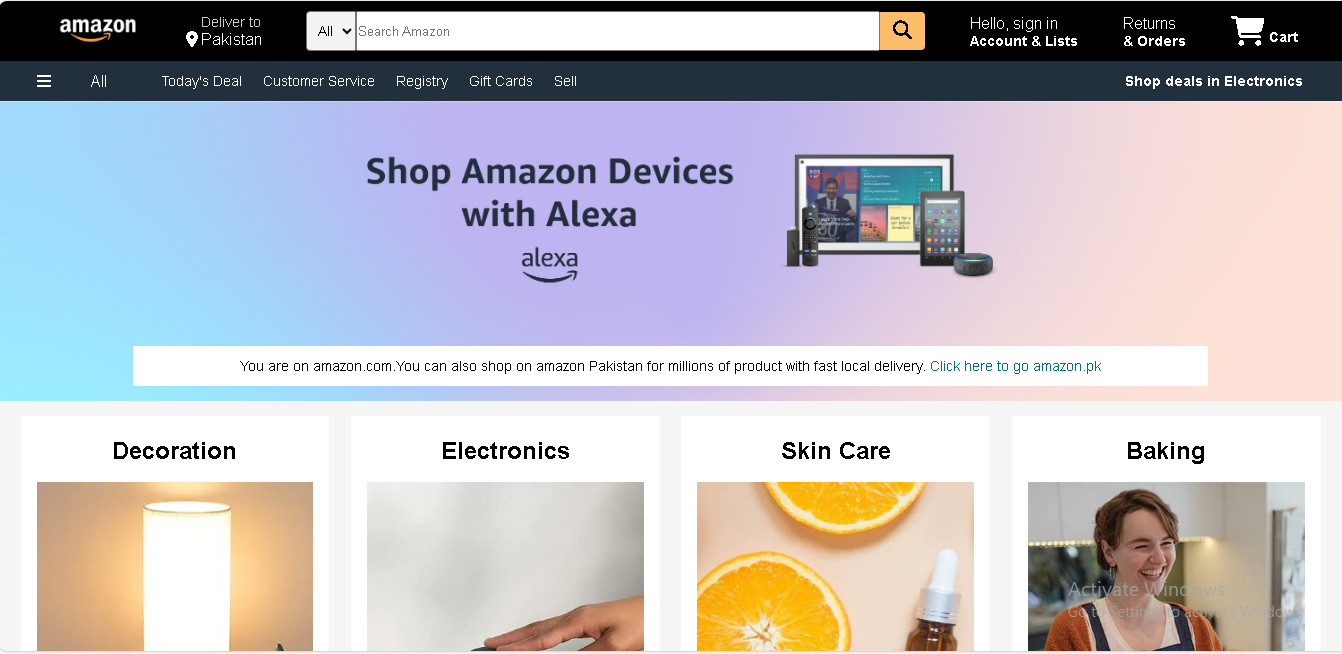 amazon
Deliver to
Pakistan
All
Search Amazon
Hello, sign in
Account & Lists
Returns
& Orders
Cart
All
Today's Deal
Customer Service
Registry
Gift Cards
Sell
Shop deals in Electronics
Shop Amazon Devices
with Alexa
alexa
You are on amazon.com.You can also shop on amazon Pakistan for millions of product with fast local delivery. Click here to go amazon.pk
Decoration
Electronics
Skin Care
Baking
Activate Windows
Go to Settings to activate Windows